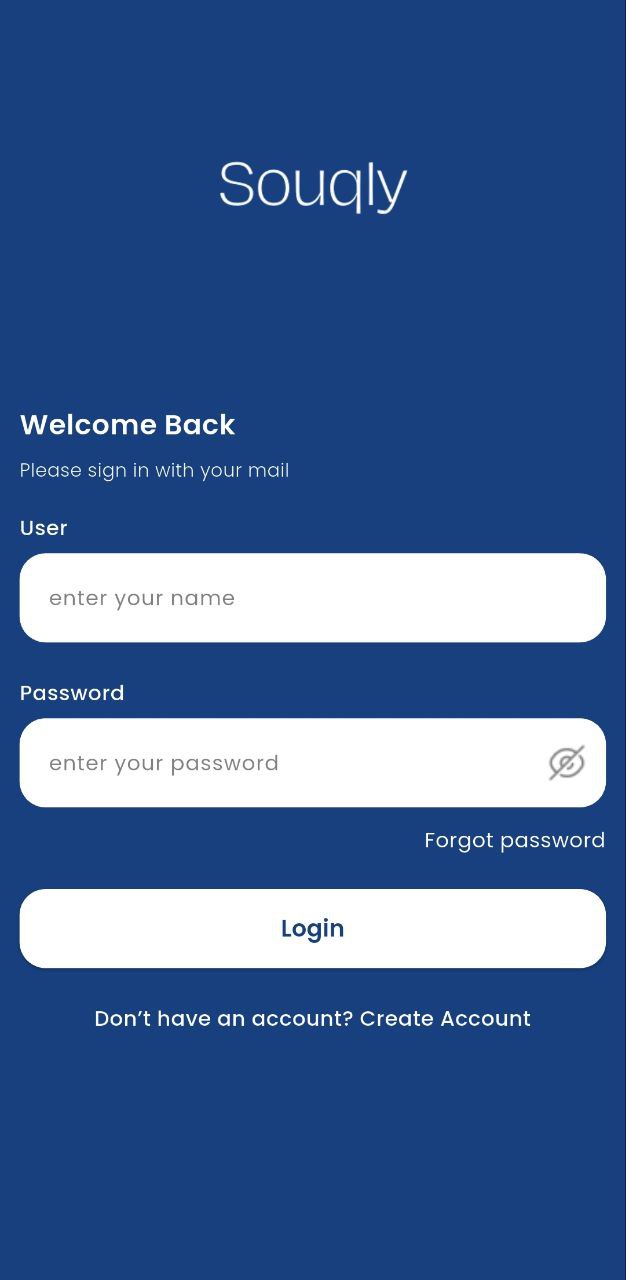 Souqly
Welcome Back
Please sign in with your mail
User
enter your name
Password
enter your password
Forgot password
Login
Don’t have an account? Create Account